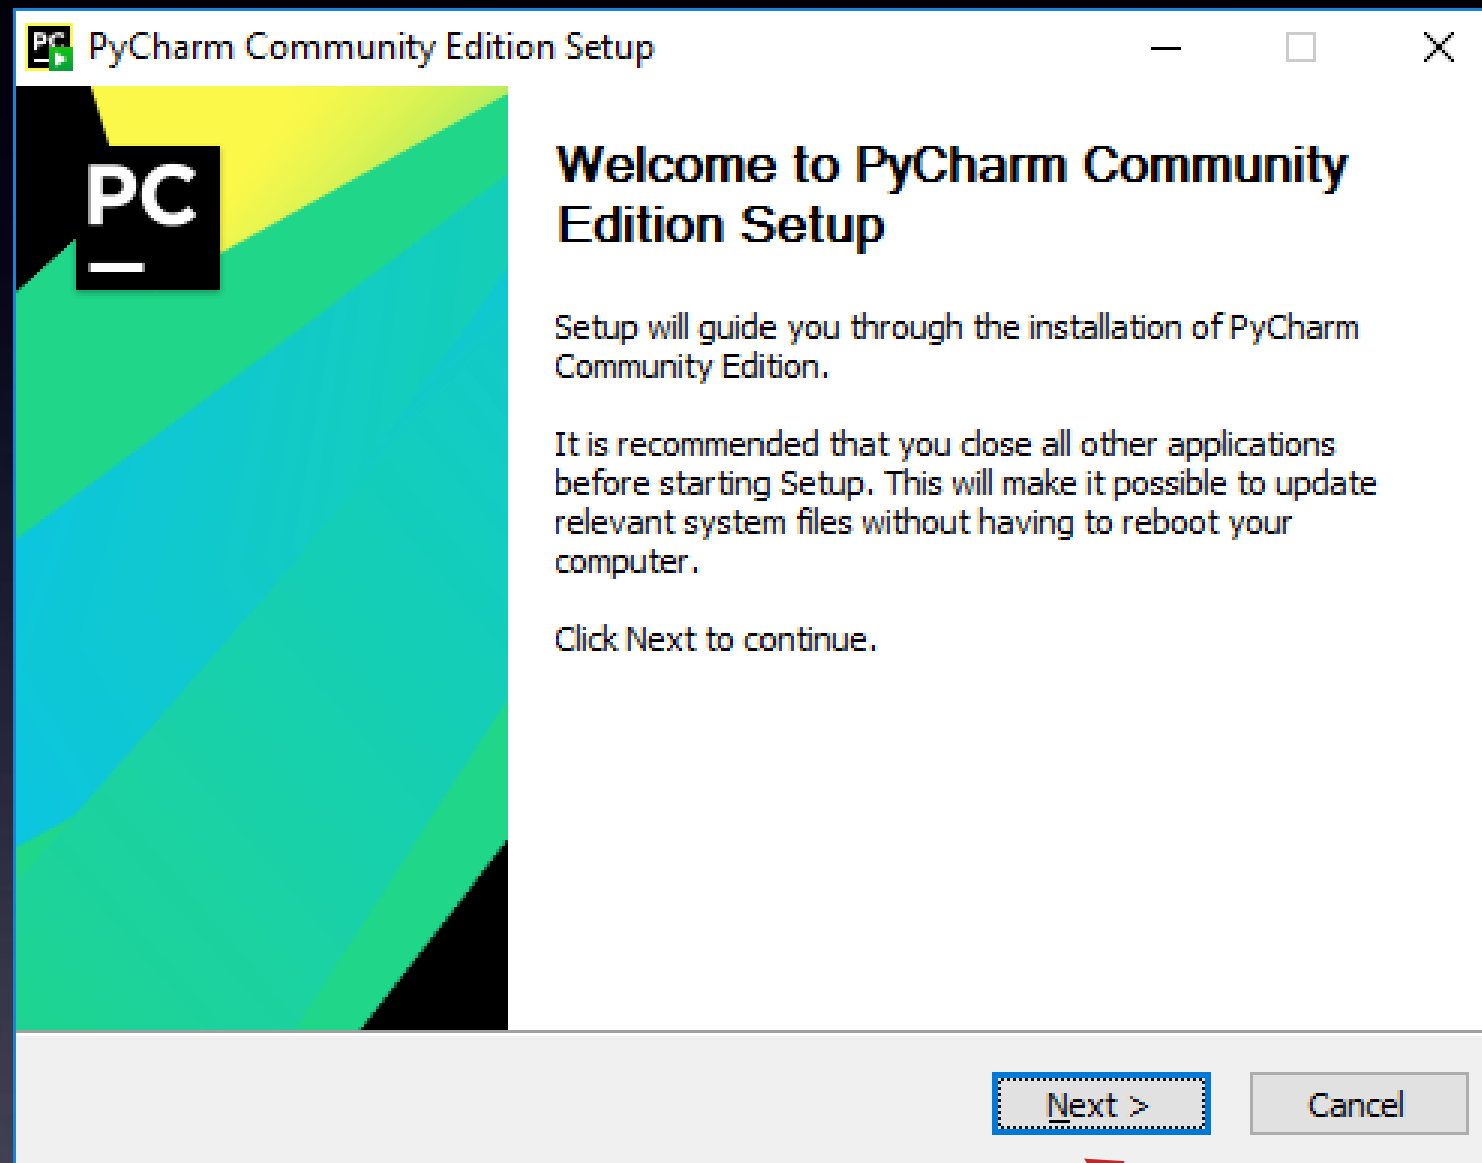 PC PyCharm Community Edition Setup
PC
Welcome to PyCharm Community
Edition Setup
Setup will guide you through the installation of PyCharm
Community Edition.
It is recommended that you close all other applications
before starting Setup. This will make it possible to update
relevant system files without having to reboot your
computer.
Click Next to continue.
Next >
Cancel